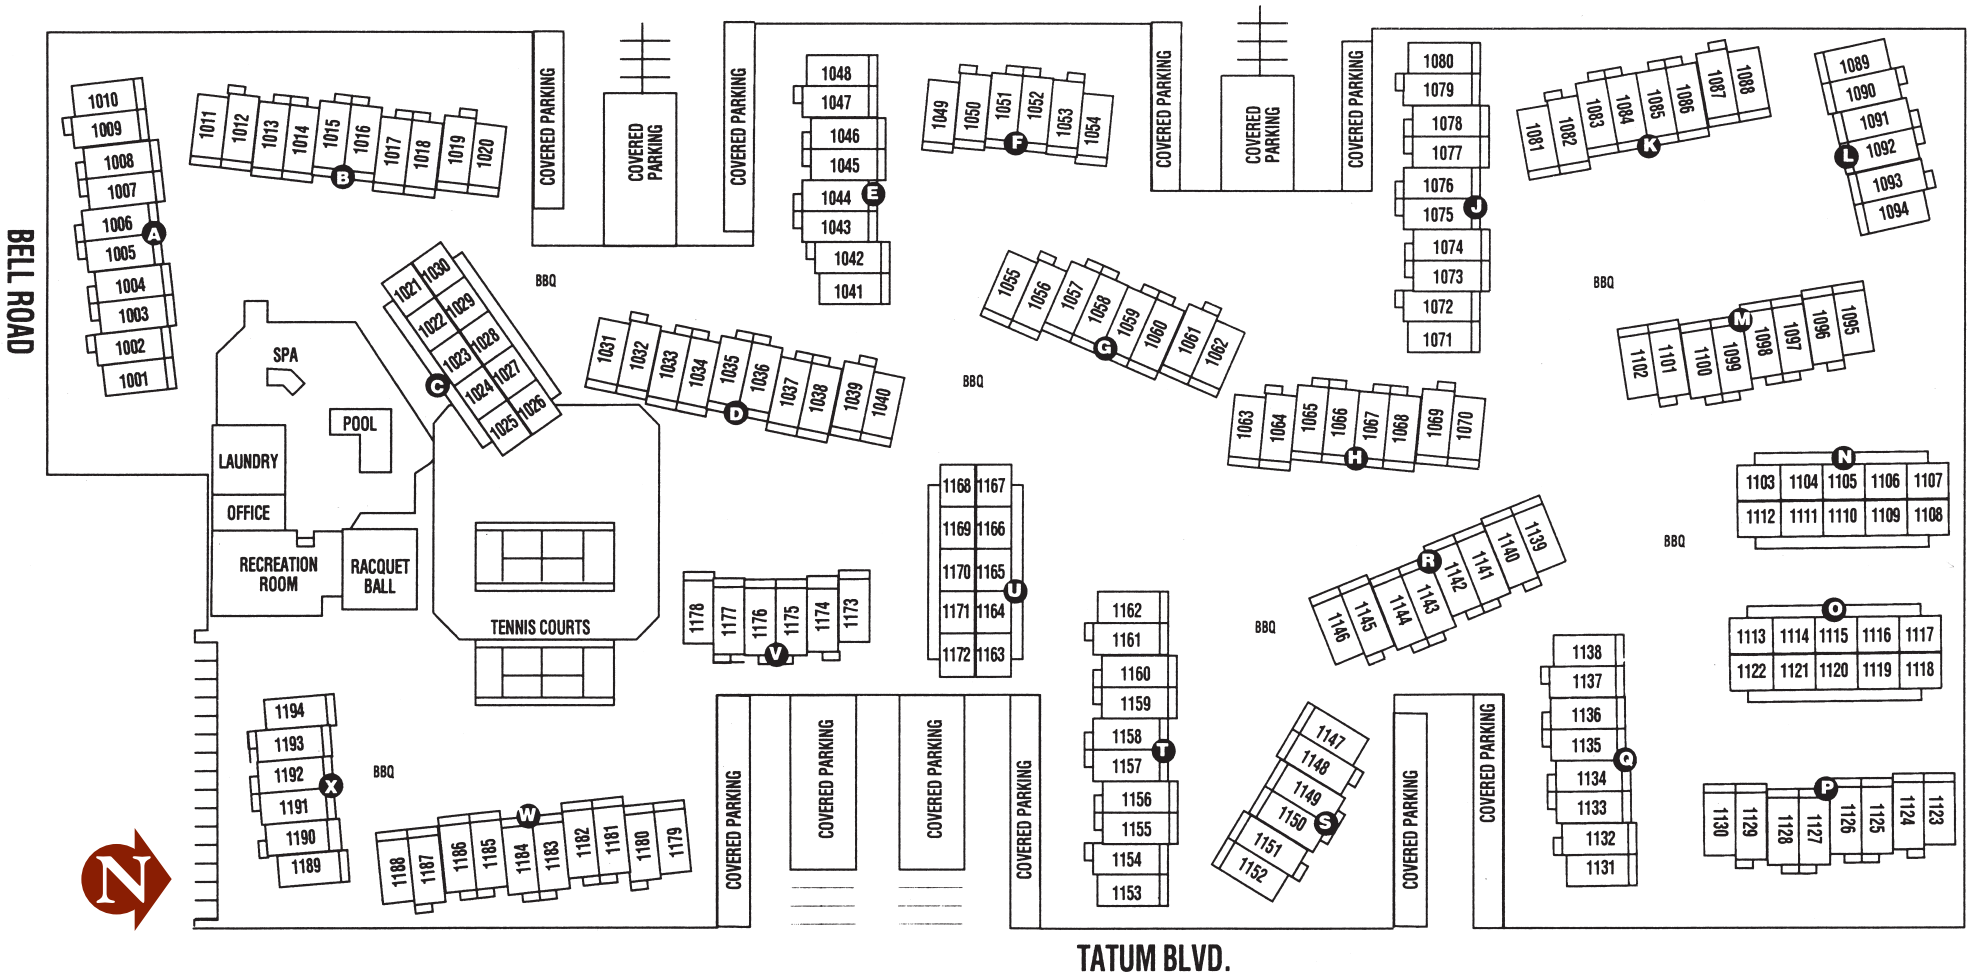 BELL ROAD
1010
1009
1008
1007
1006
A
1005
1004
1003
1002
1001
1011
1012
1013
1014
1015
1016
1017
1018
1019
1020
B
COVERED PARKING
COVERED
PARKING
COVERED PARKING
1048
1047
1046
1045
1044
E
1043
1042
1041
1049
1050
1051
1052
1053
1054
F
COVERED PARKING
COVERED
PARKING
COVERED PARKING
1080
1079
1078
1077
1076
1075
J
1074
1073
1072
1071
1081
1082
1083
1084
1085
1086
1087
1088
K
1089
1090
1091
1092
L
1093
1094
SPA
POOL
LAUNDRY
OFFICE
RECREATION
ROOM
RACQUET
BALL
TENNIS COURTS
1021
1030
1022
1029
1023
1028
1024
1027
1025
1026
C
BBQ
1031
1032
1033
1034
1035
1036
1037
1038
1039
1040
D
BBQ
1055
1056
1057
1058
1059
1060
1061
1062
G
1063
1064
1065
1066
1067
1068
1069
1070
H
BBQ
M
1102
1101
1100
1099
1098
1097
1096
1095
N
1103 1104 1105 1106 1107
1112 1111 1110 1109 1108
BBQ
O
1113 1114 1115 1116 1117
1122 1121 1120 1119 1118
1168 1167
1169 1166
1170 1165
U
1171 1164
1172 1163
1178
1177
1176
1175
1174
1173
V
1162
1161
1160
1159
1158
T
1157
1156
1155
1154
1153
BBQ
R
1146
1145
1144
1143
1142
1141
1140
1139
1147
1148
1149
1150
S
1151
1152
1138
1137
1136
1135
Q
1134
1133
1132
1131
P
1130
1129
1128
1127
1126
1125
1124
1123
1194
1193
1192
X
1191
1190
1189
BBQ
W
1188
1187
1186
1185
1184
1183
1182
1181
1180
1179
COVERED PARKING
COVERED PARKING
COVERED PARKING
COVERED PARKING
COVERED PARKING
COVERED PARKING
N
TATUM BLVD.